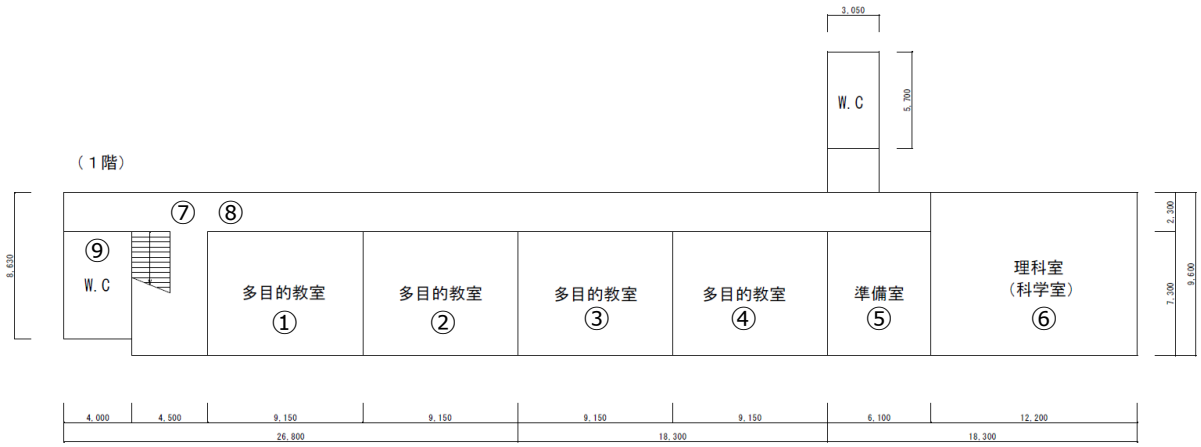 3,050
W.C
5,700
(1階)
⑦ ⑧
2,300
⑨
W.C
8,630
多目的教室
①
多目的教室
②
多目的教室
③
多目的教室
④
準備室
⑤
理科室
(科学室)
⑥
7,300
9,600
4,000 4,500 9,150 9,150 9,150 9,150 6,100 12,200
26,800 18,300 18,300